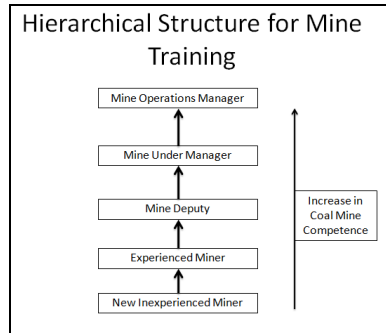 Hierarchical Structure for Mine
Training
Mine Operations Manager
Mine Under Manager
Mine Deputy
Increase in
Coal Mine
Competence
Experienced Miner
New Inexperienced Miner